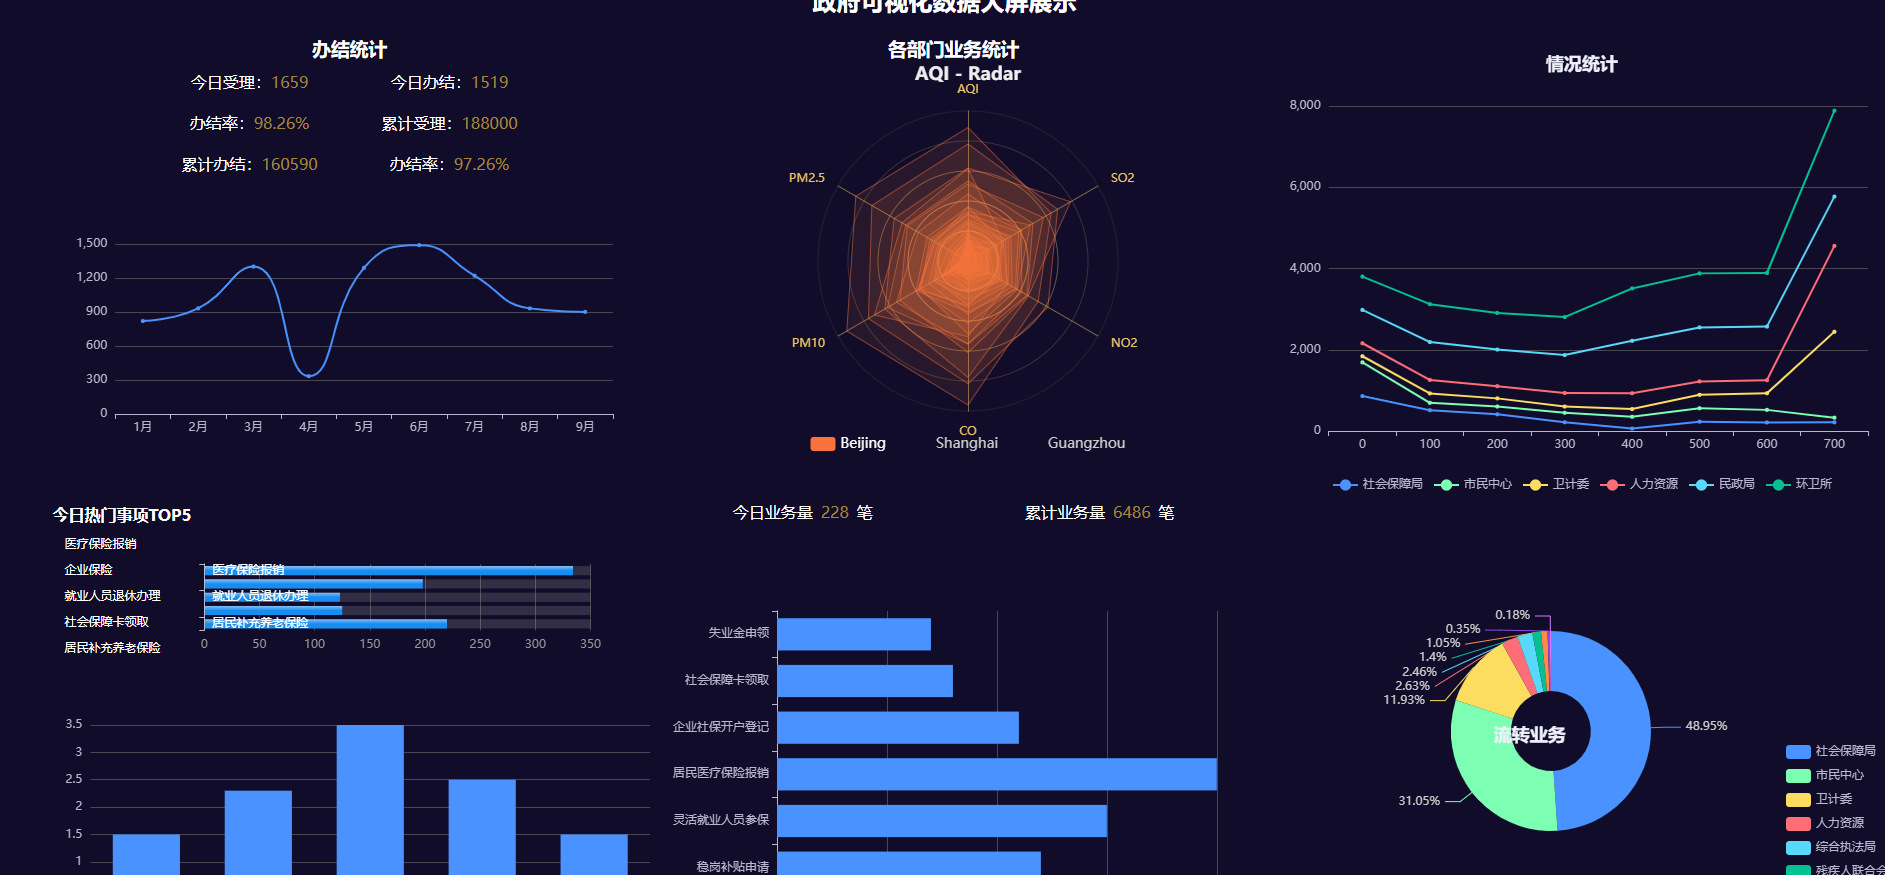 政府可视化数据大屏展示
办结统计
今日受理：1659
今日办结：1519
办结率：98.26%
累计受理：188000
累计办结：160590
办结率：97.26%
1,500
1,200
900
600
300
0
1月 2月 3月 4月 5月 6月 7月 8月 9月
各部门业务统计
AQI - Radar
AQI
PM2.5
SO2
PM10
NO2
CO
Beijing Shanghai Guangzhou
情况统计
8,000
6,000
4,000
2,000
0
0 100 200 300 400 500 600 700
社会保障局 市民中心 卫计委 人力资源 民政局 环卫所
今日热门事项TOP5
医疗保险报销
企业保险
就业人员退休办理
社会保障卡领取
居民补充养老保险
医疗保险报销
就业人员退休办理
居民补充养老保险
0 50 100 150 200 250 300 350
3.5
3
2.5
2
1.5
1
今日业务量 228 笔
累计业务量 6486 笔
失业金申领
社会保障卡领取
企业社保开户登记
居民医疗保险报销
灵活就业人员参保
稳岗补贴申请
0.18%
0.35%
1.05%
1.4%
2.46%
2.63%
11.93%
48.95%
31.05%
流转业务
社会保障局
市民中心
卫计委
人力资源
综合执法局
残疾人联合会